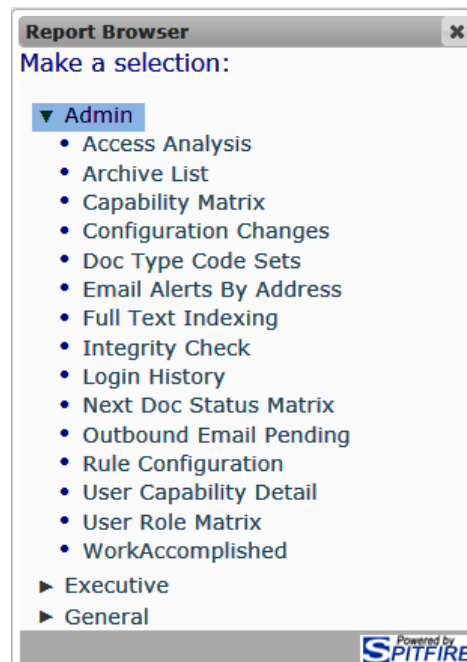 Report Browser
Make a selection:
Admin
Access Analysis
Archive List
Capability Matrix
Configuration Changes
Doc Type Code Sets
Email Alerts By Address
Full Text Indexing
Integrity Check
Login History
Next Doc Status Matrix
Outbound Email Pending
Rule Configuration
User Capability Detail
User Role Matrix
WorkAccomplished
Executive
General
Powered by
SPITFIRE